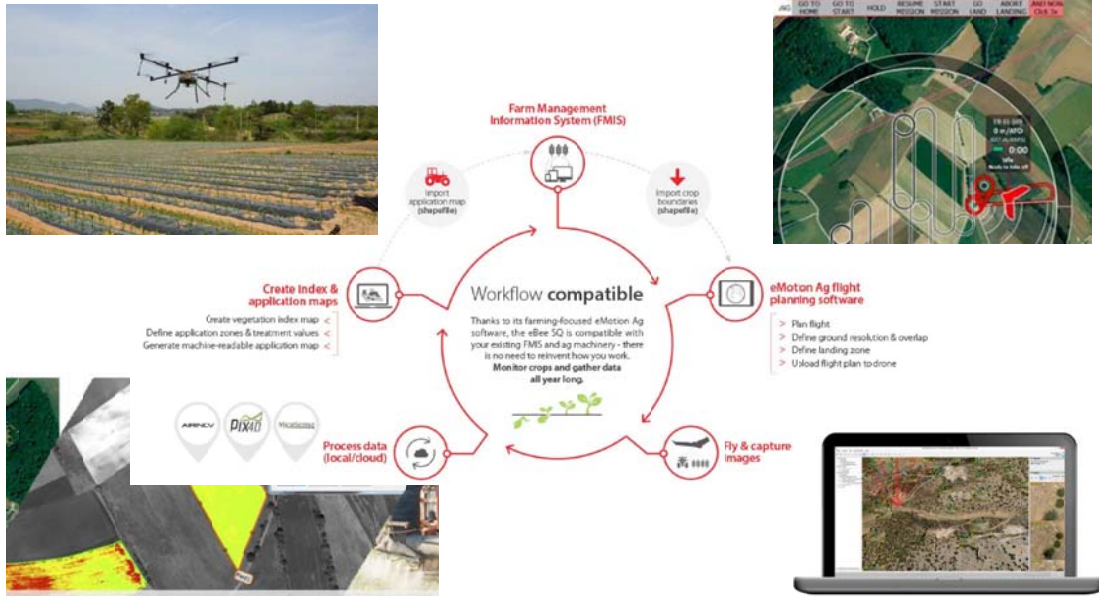 GO TO HOME
GO TO START
HOLD
RESUME MISSION
START MISSION
GO LAND
ABORT LANDING
0:00
Idle
Farm Management
Information System (FMIS)
Import
application map
(shapefile)
Import crop
boundaries
(shapefile)
Create index &
application maps
Create vegetation index map <
Define application zones & treatment values <
Generate machine-readable application map <
Workflow compatible
Thanks to its farming-focused eMotion Ag
software, the eBee SQ is compatible with
your existing FMIS and ag machinery - there
is no need to reinvent how you work.
Monitor crops and gather data
all year long.
eMoton Ag flight
planning software
> Plan flight
> Define ground resolution & overlap
> Define landing zone
> Upload flight plan to drone
AIRINOV
PIX4D
Process data
(local/cloud)
Fly & capture
images